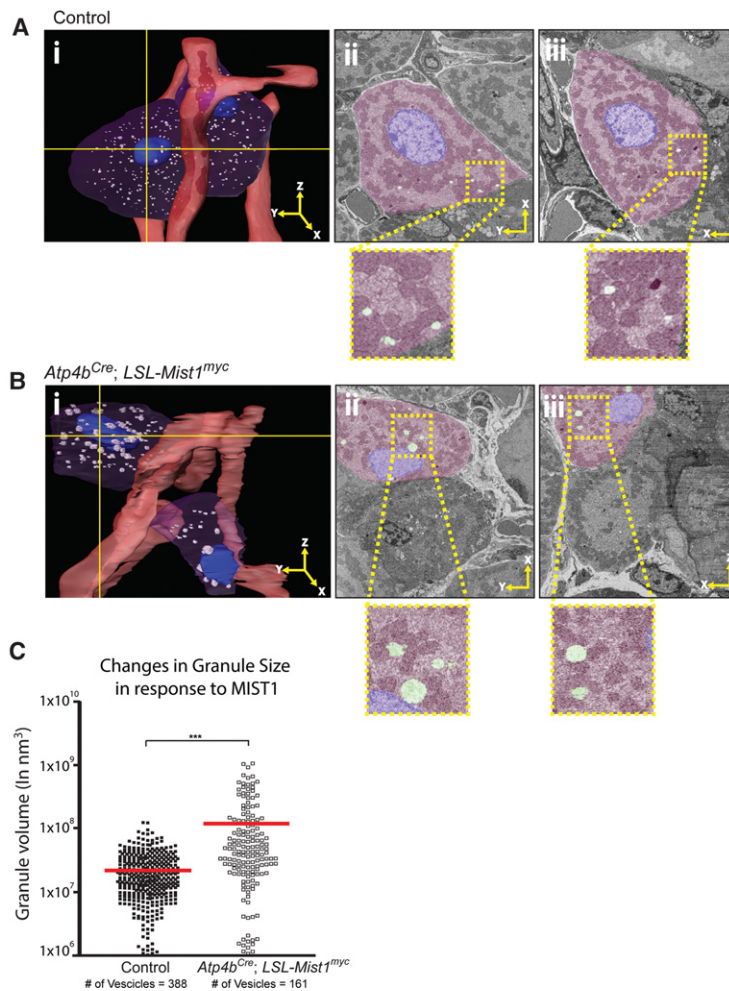 Control
A
i
ii
iii
Z
Y
X
X
Y
X
Atp4bCre; LSL-Mist1myc
B
i
ii
iii
Z
Y
X
X
Y
X
Z
C
Changes in Granule Size
in response to MIST1
Granule volume (ln nm3)
1x10 10
1x10 9
1x10 8
1x10 7
1x10 6
***
Control
Atp4bCre; LSL-Mist1myc
# of Vescicles = 388
# of Vesicles = 161